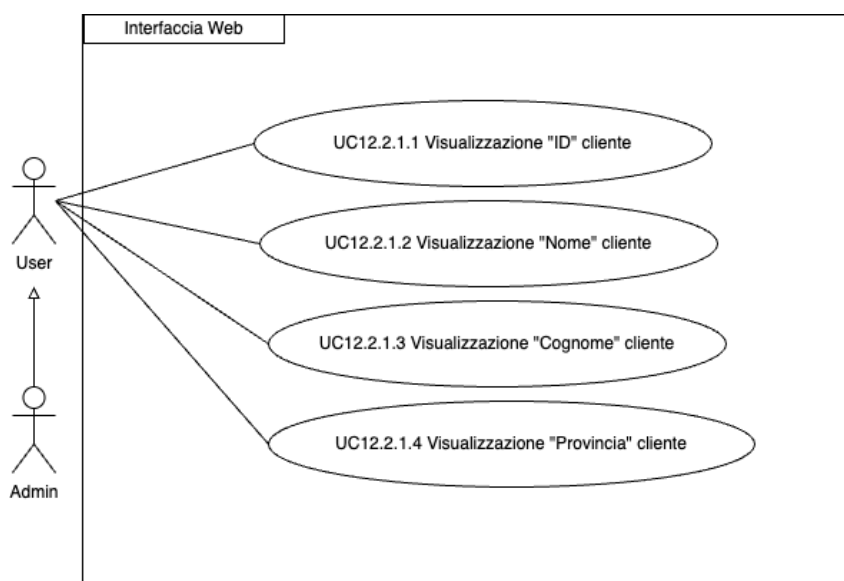 Interfaccia Web
UC12.2.1.1 Visualizzazione "ID" cliente
UC12.2.1.2 Visualizzazione "Nome" cliente
User
UC12.2.1.3 Visualizzazione "Cognome" cliente
UC12.2.1.4 Visualizzazione "Provincia" cliente
Admin